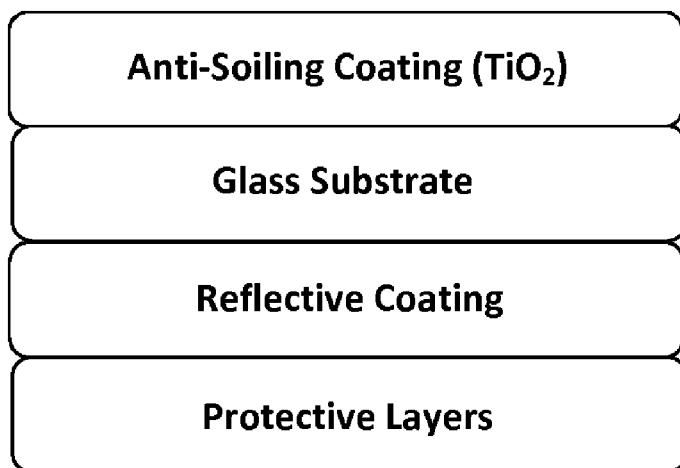 Anti-Soiling Coating (TiO₂)
Glass Substrate
Reflective Coating
Protective Layers